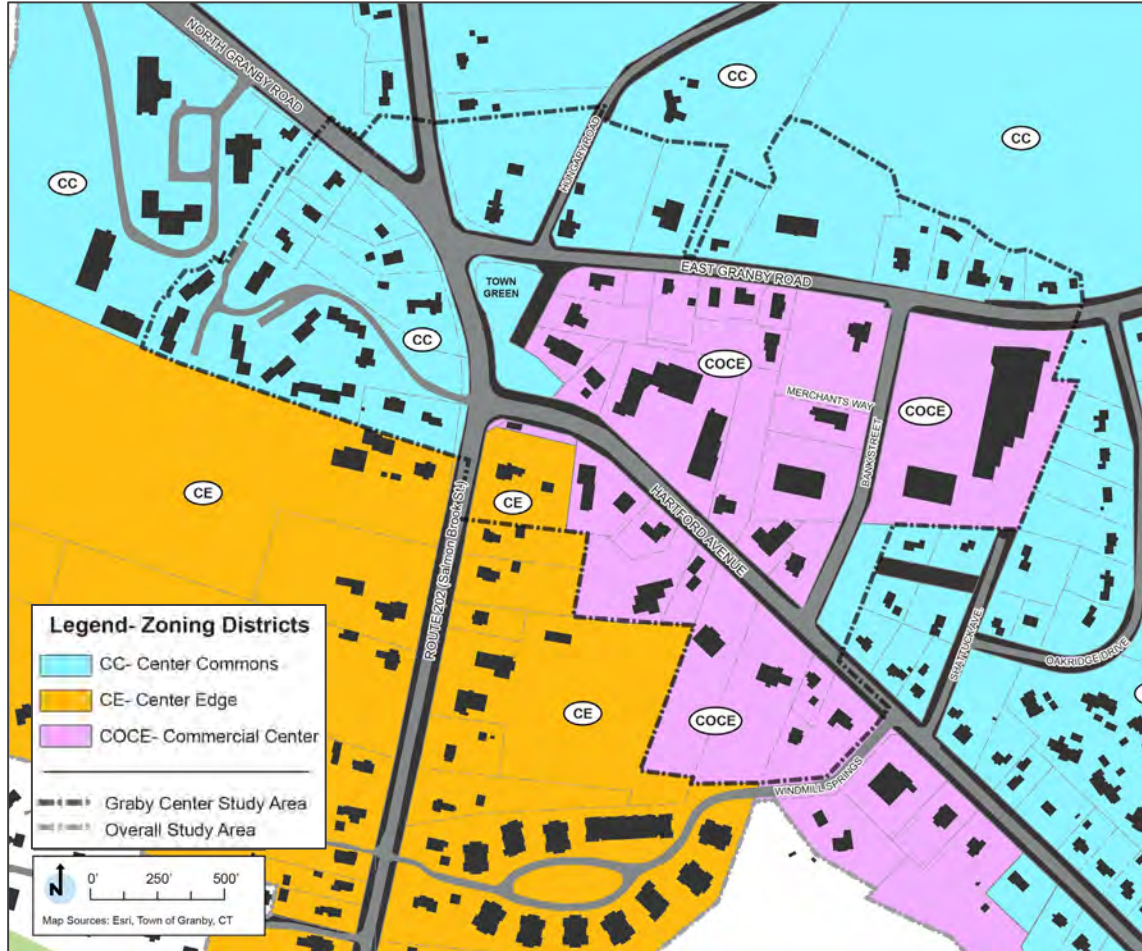 NORTH GRANBY ROAD
CC
CC
HUNGARY ROAD
CC
CC
EAST GRANBY ROAD
TOWN
GREEN
CC
COCE
MERCHANTS WAY
COCE
BANK STREET
CE
CE
HARTFORD AVENUE
ROUTE 202 (Salmon Brook St.)
SHATTUCK AVE.
OAKRIDGE DRIVE
CE
COCE
WINDMILL SPRINGS
Legend- Zoning Districts
CC- Center Commons
CE- Center Edge
COCE- Commercial Center
Graby Center Study Area
Overall Study Area
N
0' 250' 500'
Map Sources: Esri, Town of Granby, CT